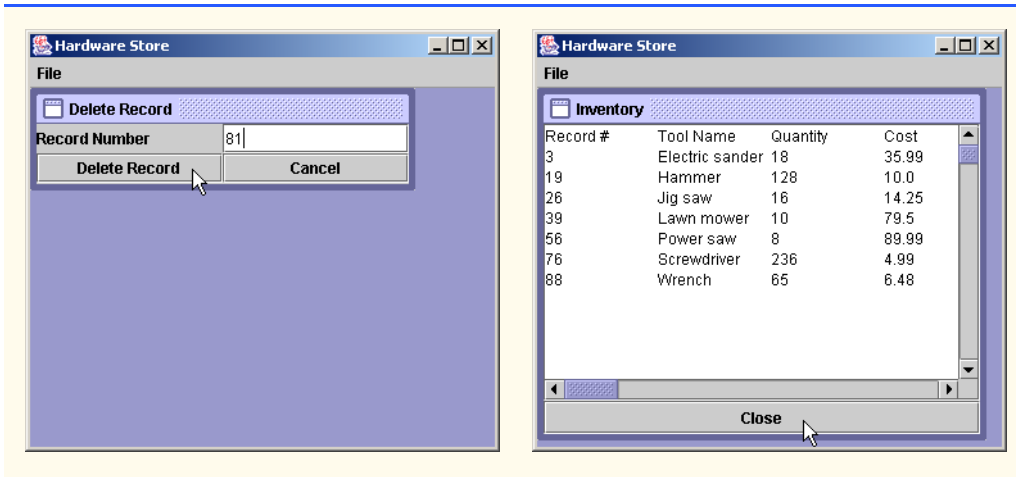 Hardware Store
File
Delete Record
Record Number 81
Delete Record Cancel
Hardware Store
File
Inventory
Record # Tool Name Quantity Cost
3 Electric sander 18 35.99
19 Hammer 128 10.0
26 Jig saw 16 14.25
39 Lawn mower 10 79.5
56 Power saw 8 89.99
76 Screwdriver 236 4.99
88 Wrench 65 6.48
Close